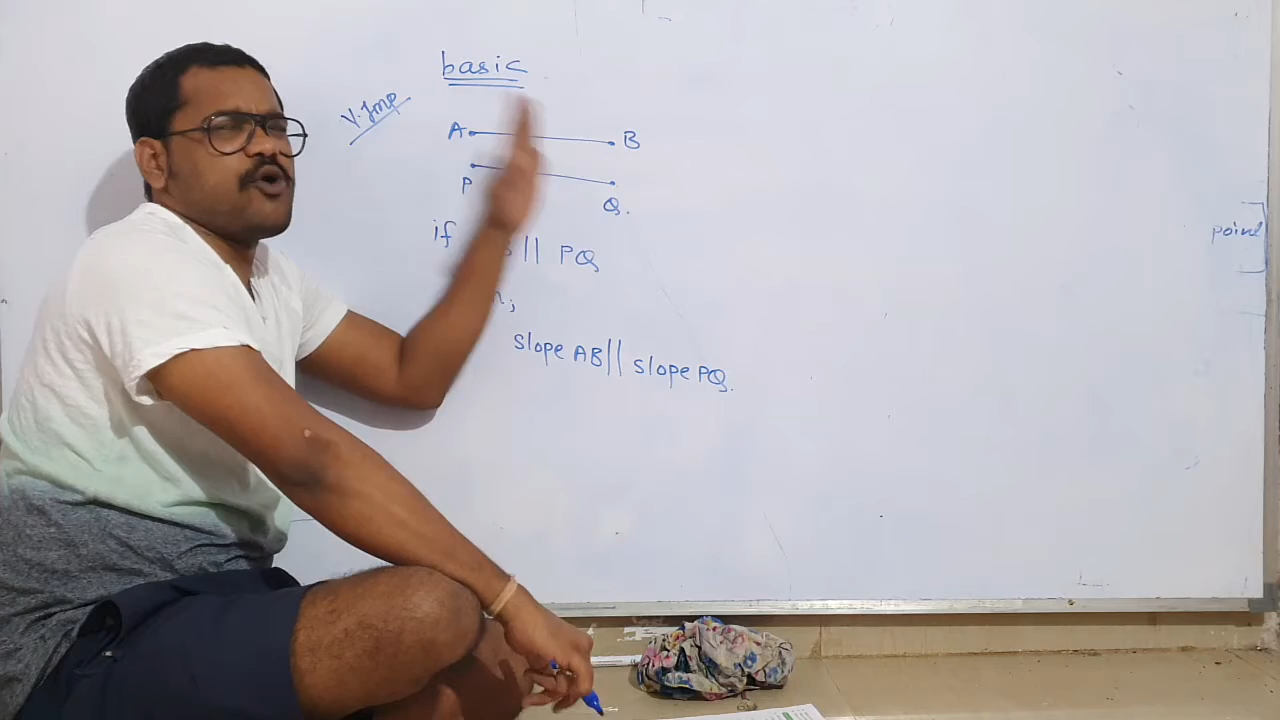 basic
V. Imp
A B
P Q.
if || PQ
slope AB || slope PQ.
point